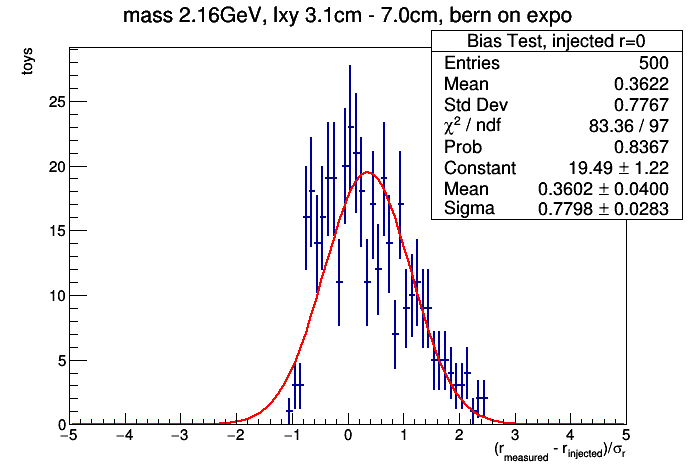 mass 2.16GeV, lxy 3.1cm - 7.0cm, bern on expo
Bias Test, injected r=0
Entries 500
Mean 0.3622
Std Dev 0.7767
χ² / ndf 83.36 / 97
Prob 0.8367
Constant 19.49 ± 1.22
Mean 0.3602 ± 0.0400
Sigma 0.7798 ± 0.0283
toys
25
20
15
10
5
0
−5 −4 −3 −2 −1 0 1 2 3 4 5
(r_measured - r_injected)/σ_r